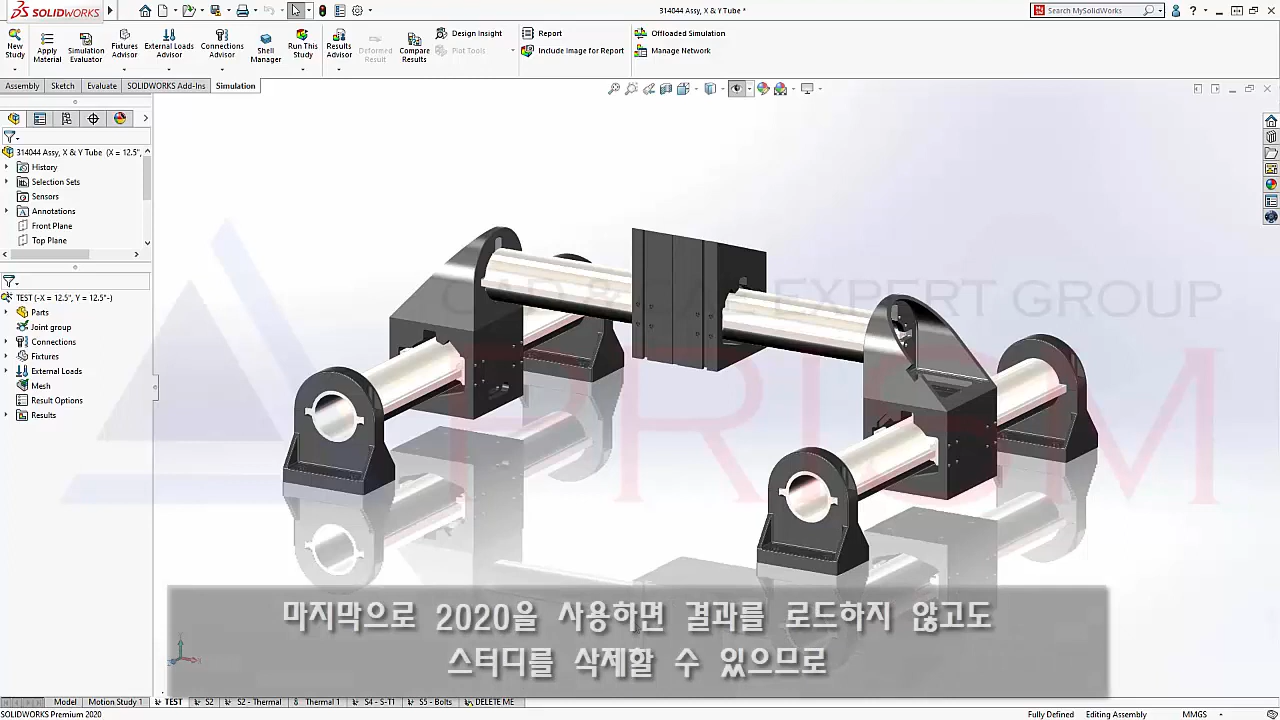 SOLIDWORKS
314044 Assy, X & Y Tube *
Search MySolidWorks
New Study
Apply Material
Simulation Evaluator
Fixtures Advisor
External Loads Advisor
Connections Advisor
Shell Manager
Run This Study
Results Advisor
Deformed Result
Compare Results
Design Insight
Plot Tools
Report
Include Image for Report
Offloaded Simulation
Manage Network
Assembly
Sketch
Evaluate
SOLIDWORKS Add-Ins
Simulation
314044 Assy, X & Y Tube (X = 12.5",
History
Selection Sets
Sensors
Annotations
Front Plane
Top Plane
TEST (-X = 12.5", Y = 12.5"-)
Parts
Joint group
Connections
Fixtures
External Loads
Mesh
Result Options
Results
CAD & CAE EXPERT GROUP
PRISM
마지막으로 2020을 사용하면 결과를 로드하지 않고도
스터디를 삭제할 수 있으므로
Model
Motion Study 1
TEST
S2
S2 - Thermal
Thermal 1
S4 - S-T1
S5 - Bolts
DELETE ME
SOLIDWORKS Premium 2020
Fully Defined
Editing Assembly
MMGS